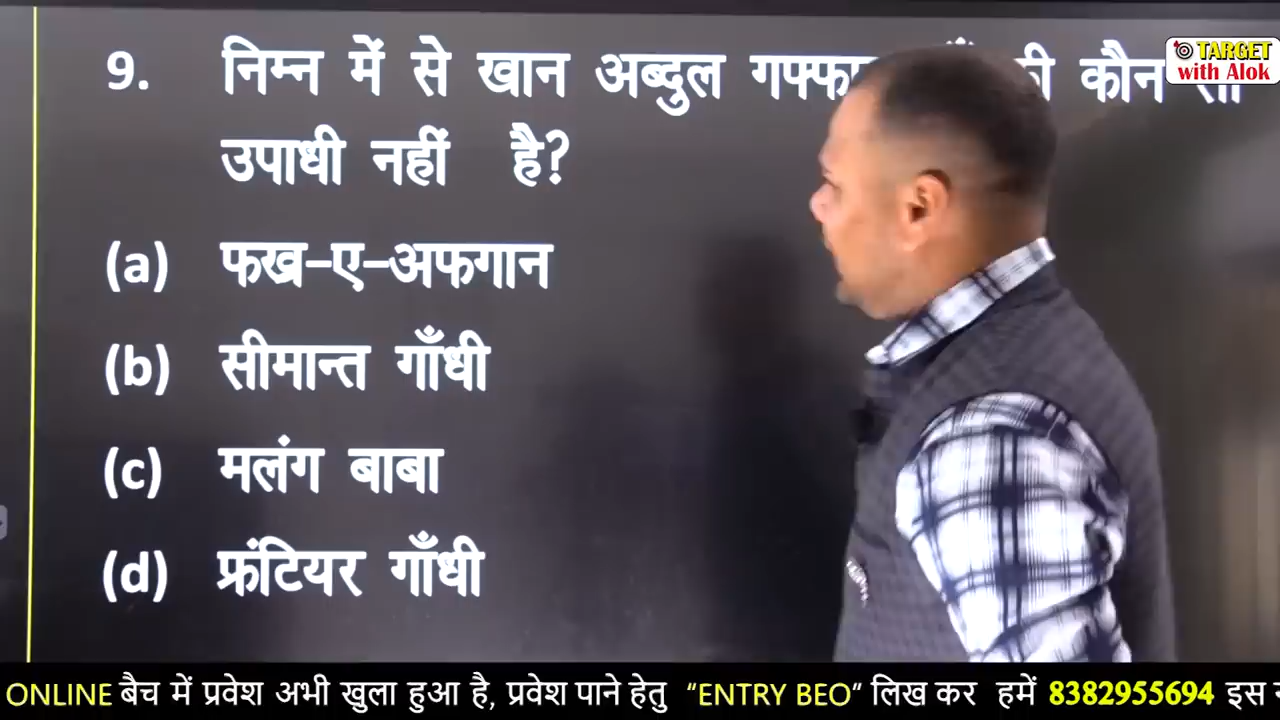 TARGET
with Alok
9. निम्न में से खान अब्दुल कौन
उपाधी नहीं है?
(a) फख्र-ए-अफगान
(b) सीमान्त गाँधी
(c) मलंग बाबा
(d) फ्रंटियर गाँधी
ONLINE बैच में प्रवेश अभी खुला हुआ है, प्रवेश पाने हेतु “ENTRY BEO” लिख कर हमें 8382955694 इस